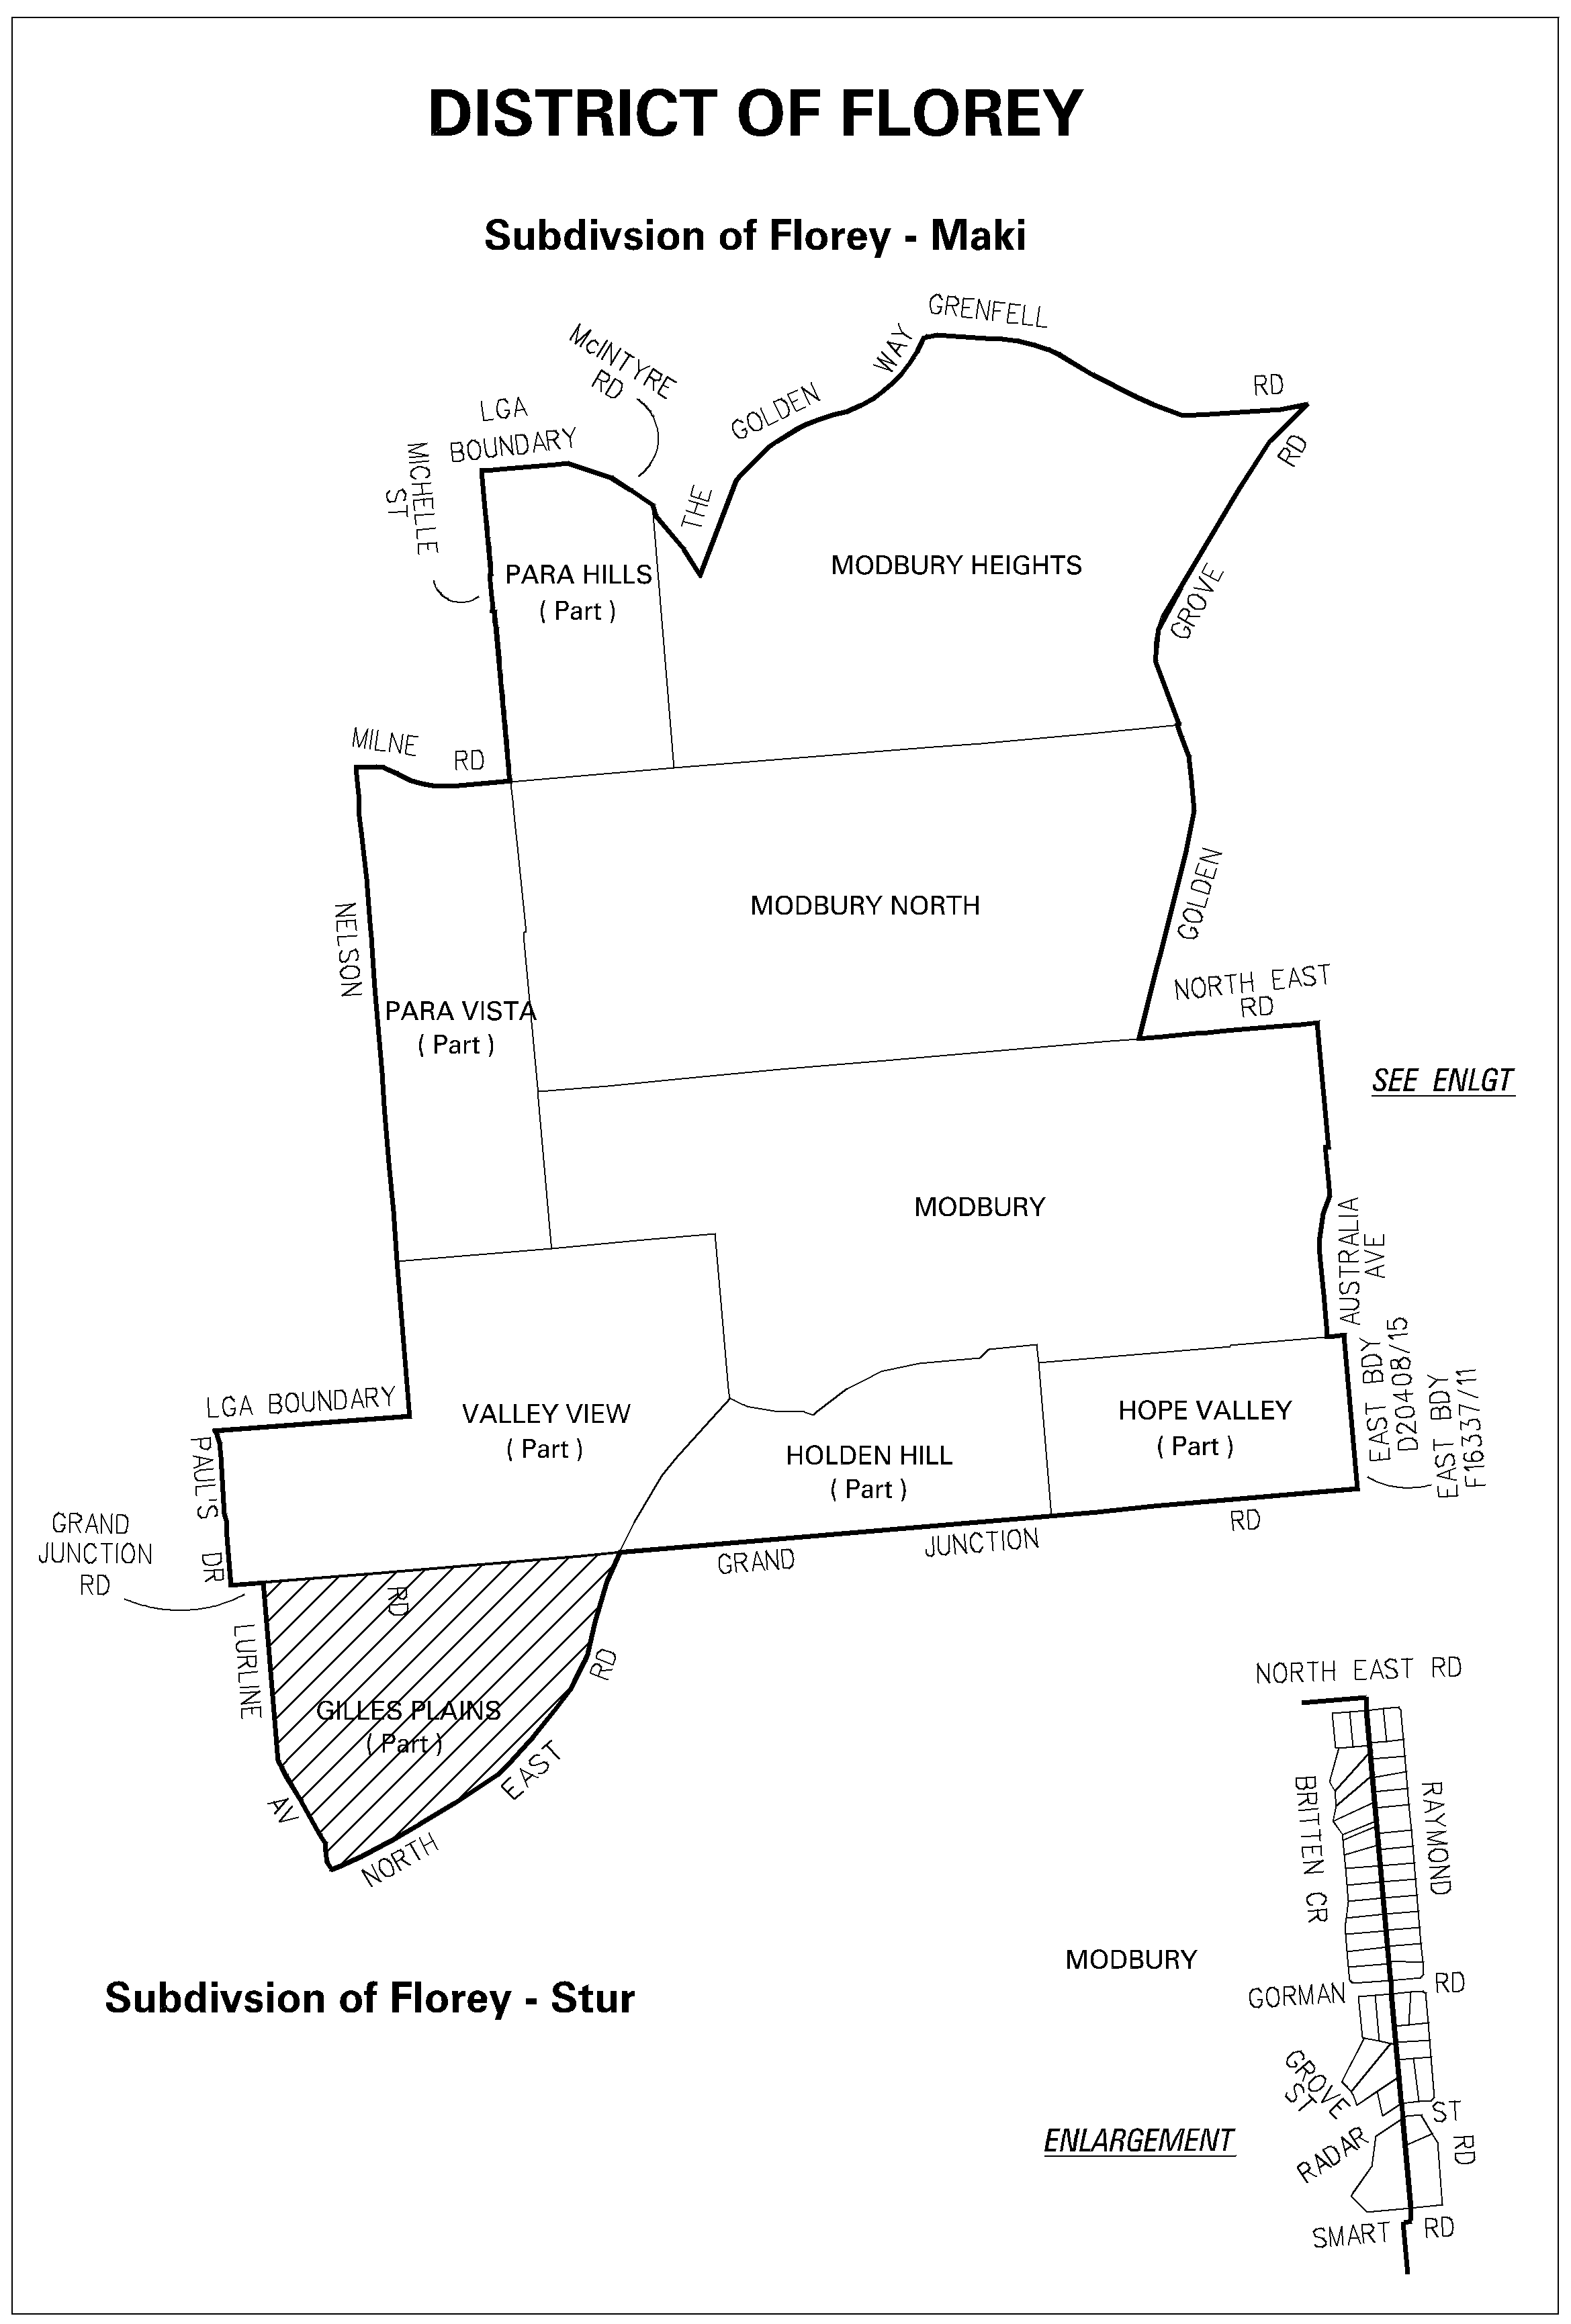 DISTRICT OF FLOREY
Subdivsion of Florey - Maki
GRENFELL
RD
McINTYRE
RD
WAY
GOLDEN
THE
LGA
BOUNDARY
MICHELLE
ST
RD
GROVE
GOLDEN
PARA HILLS
( Part )
MODBURY HEIGHTS
MILNE RD
NELSON
RD
MODBURY NORTH
PARA VISTA
( Part )
NORTH EAST
RD
SEE ENLGT
MODBURY
AUSTRALIA
AVE
EAST BDY
D20408/15
EAST BDY
F16337/11
LGA BOUNDARY
VALLEY VIEW
( Part )
HOLDEN HILL
( Part )
HOPE VALLEY
( Part )
PAUL'S DR
GRAND
JUNCTION
RD
GRAND JUNCTION RD
LURLINE AV
GILLES PLAINS
( Part )
NORTH EAST RD
Subdivsion of Florey - Stur
NORTH EAST RD
BRITTEN CR
RAYMOND
RD
MODBURY
GORMAN RD
GROVE
ST
RADAR ST
SMART RD
ENLARGEMENT